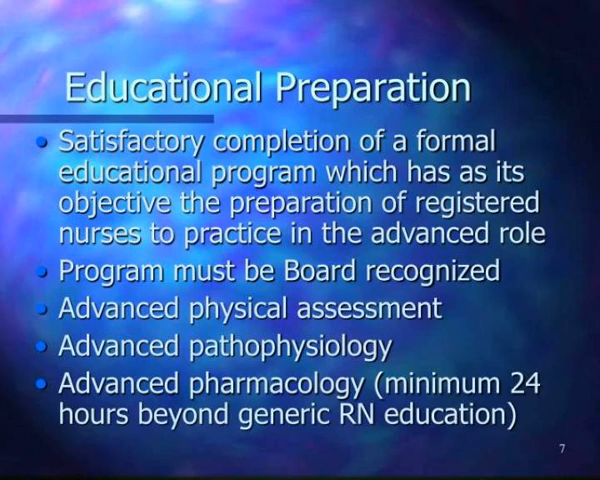 Educational Preparation
• Satisfactory completion of a formal
educational program which has as its
objective the preparation of registered
nurses to practice in the advanced role
• Program must be Board recognized
• Advanced physical assessment
• Advanced pathophysiology
• Advanced pharmacology (minimum 24
hours beyond generic RN education)
7